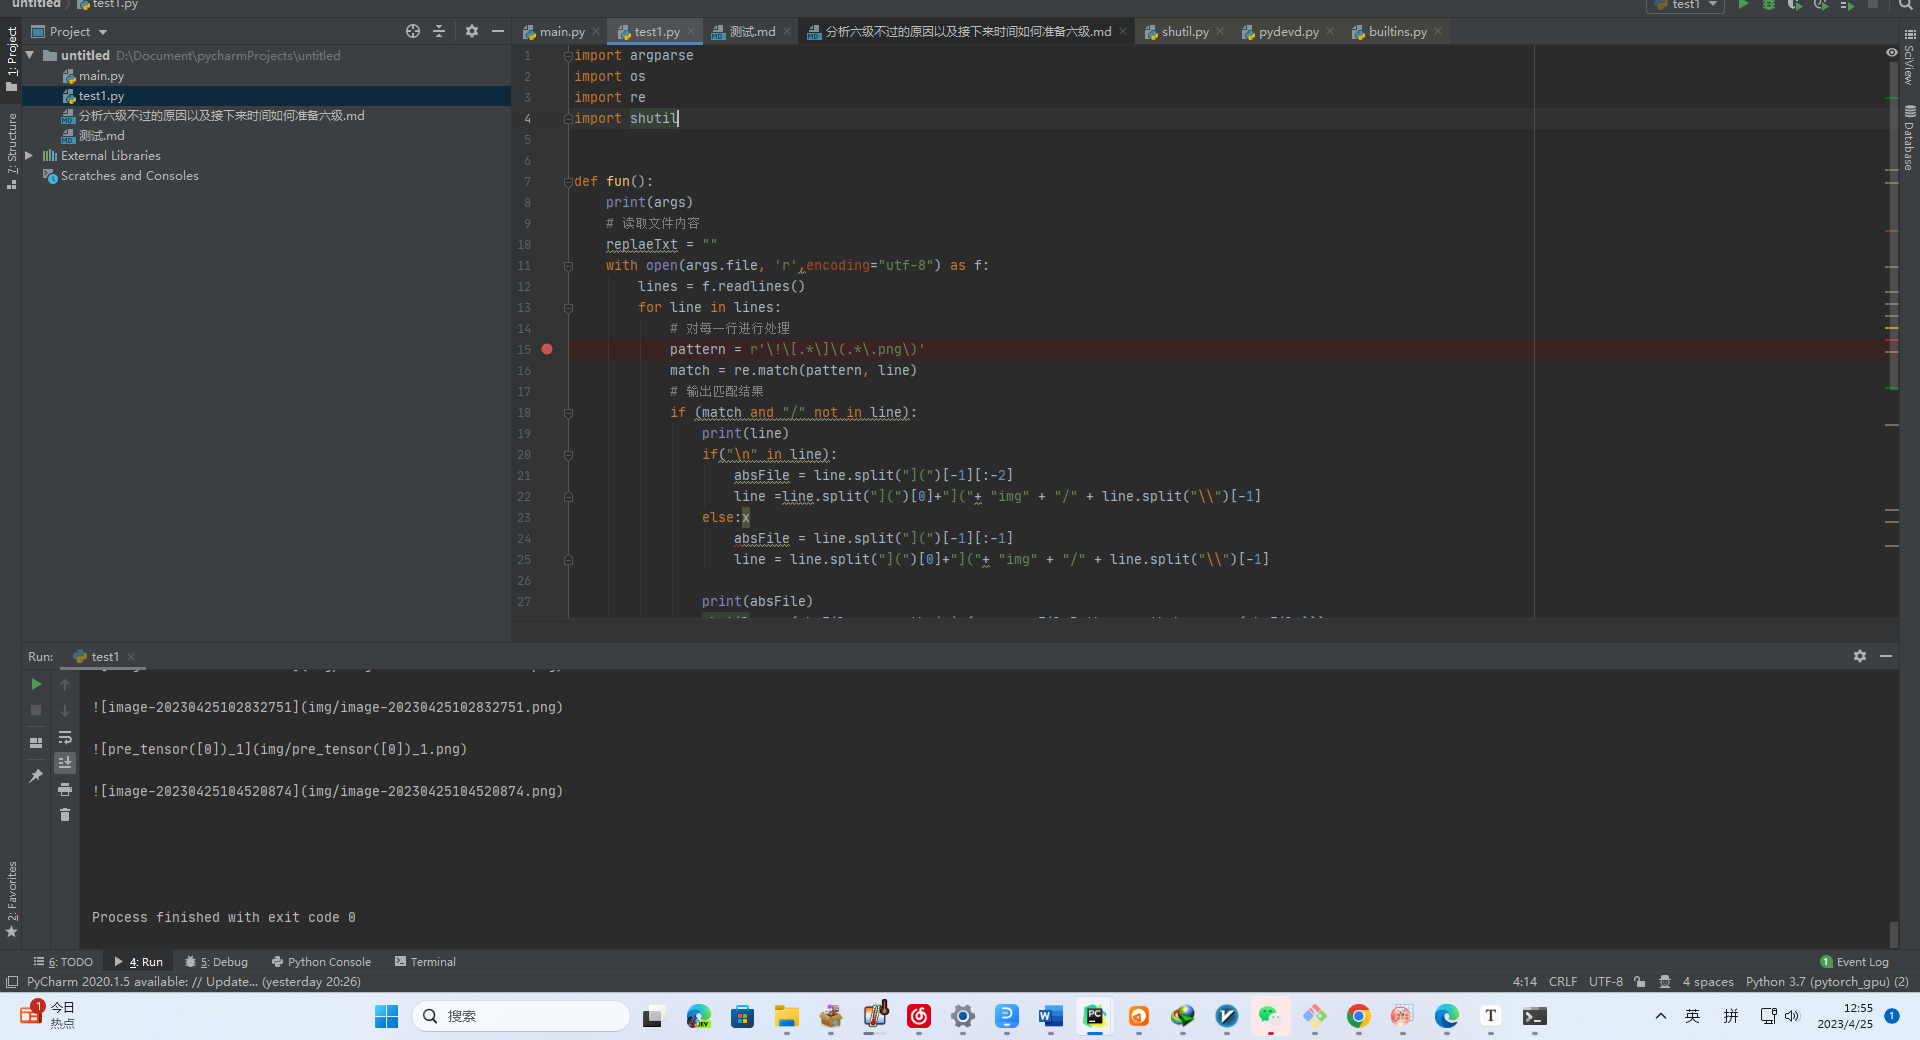 untitled / test1.py
test1
Project
main.py
test1.py
测试.md
分析六级不过的原因以及接下来时间如何准备六级.md
shutil.py
pydevd.py
builtins.py
1: Project
7: Structure
2: Favorites
SciView
Database
untitled D:\Document\pycharmProjects\untitled
main.py
test1.py
分析六级不过的原因以及接下来时间如何准备六级.md
测试.md
External Libraries
Scratches and Consoles
1 import argparse
2 import os
3 import re
4 import shutil
5
6
7 def fun():
8 print(args)
9 # 读取文件内容
10 replaeTxt = ""
11 with open(args.file, 'r',encoding="utf-8") as f:
12 lines = f.readlines()
13 for line in lines:
14 # 对每一行进行处理
15 pattern = r'\!\[.*\]\(.*\.png\)'
16 match = re.match(pattern, line)
17 # 输出匹配结果
18 if (match and "/" not in line):
19 print(line)
20 if("\n" in line):
21 absFile = line.split("](")[-1][:-2]
22 line =line.split("](")[0]+"]("+ "img" + "/" + line.split("\\")[-1]
23 else:x
24 absFile = line.split("](")[-1][:-1]
25 line = line.split("](")[0]+"]("+ "img" + "/" + line.split("\\")[-1]
26
27 print(absFile)
Run: test1
![image-20230425102832751](img/image-20230425102832751.png)
![pre_tensor([0])_1](img/pre_tensor([0])_1.png)
![image-20230425104520874](img/image-20230425104520874.png)
Process finished with exit code 0
6: TODO
4: Run
5: Debug
Python Console
Terminal
1 Event Log
PyCharm 2020.1.5 available: // Update... (yesterday 20:26)
4:14 CRLF UTF-8 4 spaces Python 3.7 (pytorch_gpu) (2)
1 今日
热点
搜索
英 拼
12:55
2023/4/25
1